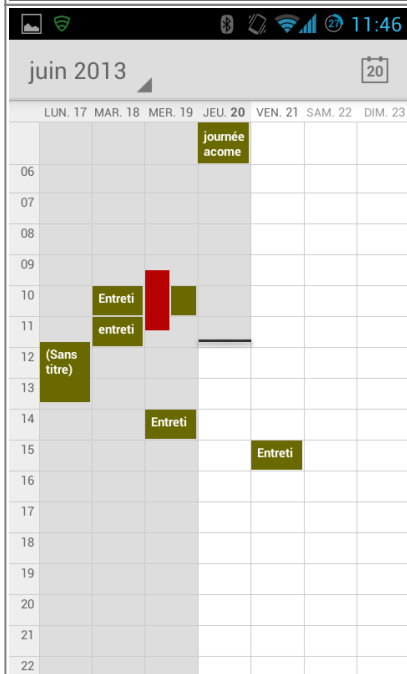 27 11:46
juin 2013 20
LUN. 17 MAR. 18 MER. 19 JEU. 20 VEN. 21 SAM. 22 DIM. 23
journée
acome
06
07
08
09
10 Entreti
11 entreti
12 (Sans
titre)
13
14 Entreti
15 Entreti
16
17
18
19
20
21
22